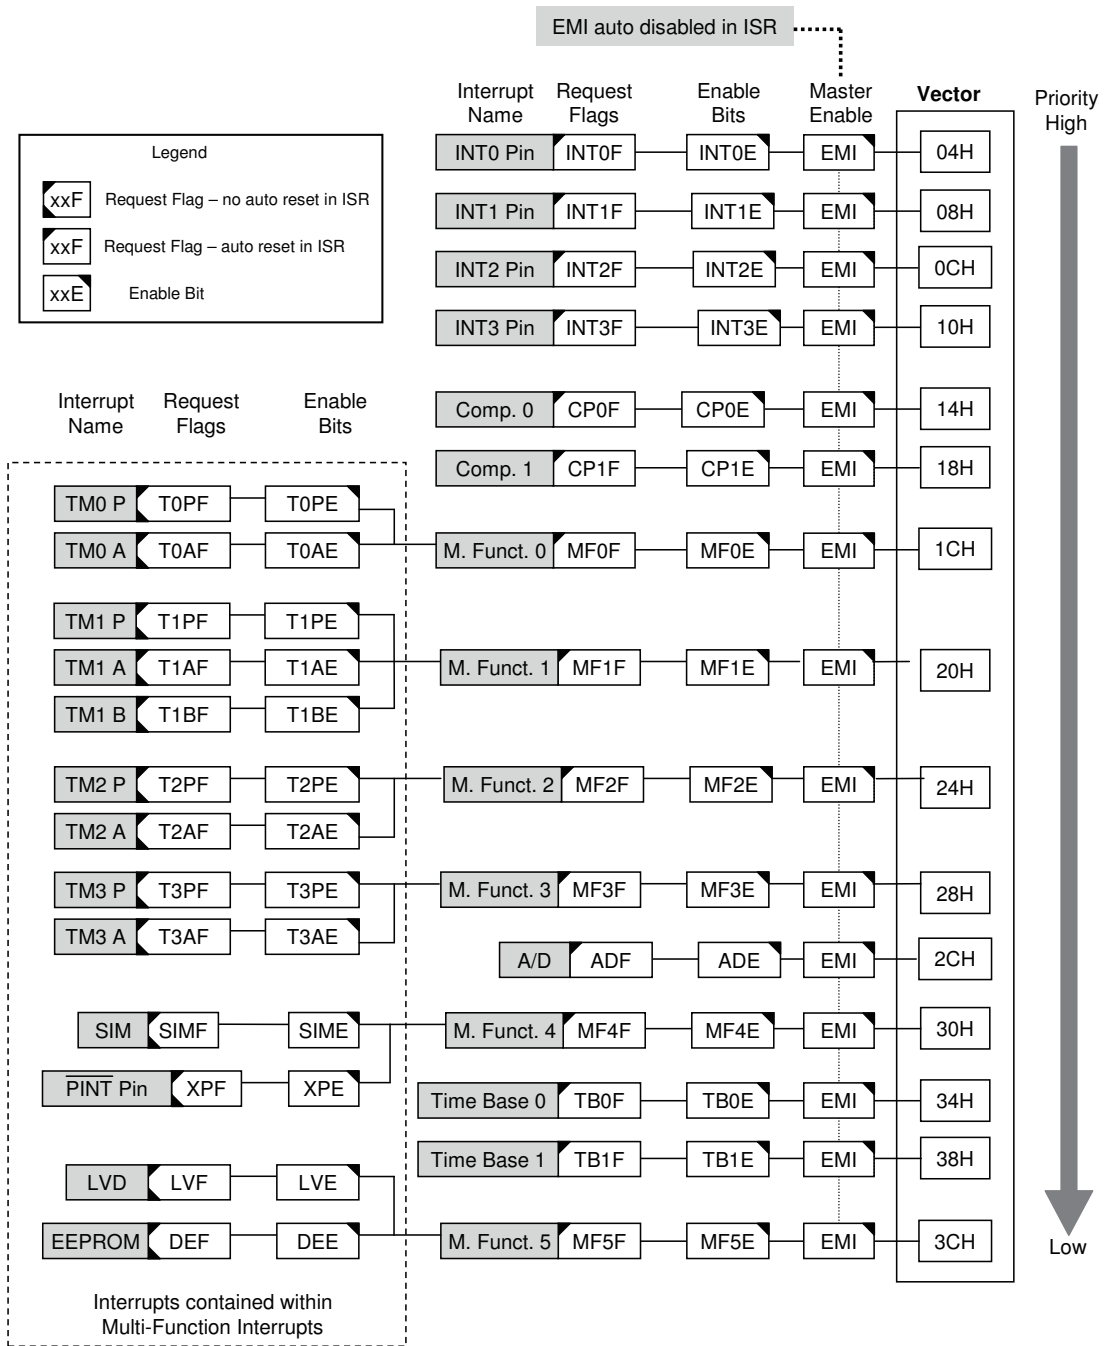 EMI auto disabled in ISR
Interrupt Name
Request Flags
Enable Bits
Master Enable
Vector
Priority High
Legend
xxF Request Flag – no auto reset in ISR
xxF Request Flag – auto reset in ISR
xxE Enable Bit
INT0 Pin INT0F INT0E EMI 04H
INT1 Pin INT1F INT1E EMI 08H
INT2 Pin INT2F INT2E EMI 0CH
INT3 Pin INT3F INT3E EMI 10H
Comp. 0 CP0F CP0E EMI 14H
Comp. 1 CP1F CP1E EMI 18H
Interrupt Name
Request Flags
Enable Bits
TM0 P T0PF T0PE
TM0 A T0AF T0AE M. Funct. 0 MF0F MF0E EMI 1CH
TM1 P T1PF T1PE
TM1 A T1AF T1AE M. Funct. 1 MF1F MF1E EMI 20H
TM1 B T1BF T1BE
TM2 P T2PF T2PE M. Funct. 2 MF2F MF2E EMI 24H
TM2 A T2AF T2AE
TM3 P T3PF T3PE M. Funct. 3 MF3F MF3E EMI 28H
TM3 A T3AF T3AE
A/D ADF ADE EMI 2CH
SIM SIMF SIME M. Funct. 4 MF4F MF4E EMI 30H
PINT Pin XPF XPE
Time Base 0 TB0F TB0E EMI 34H
Time Base 1 TB1F TB1E EMI 38H
LVD LVF LVE
EEPROM DEF DEE M. Funct. 5 MF5F MF5E EMI 3CH
Low
Interrupts contained within
Multi-Function Interrupts